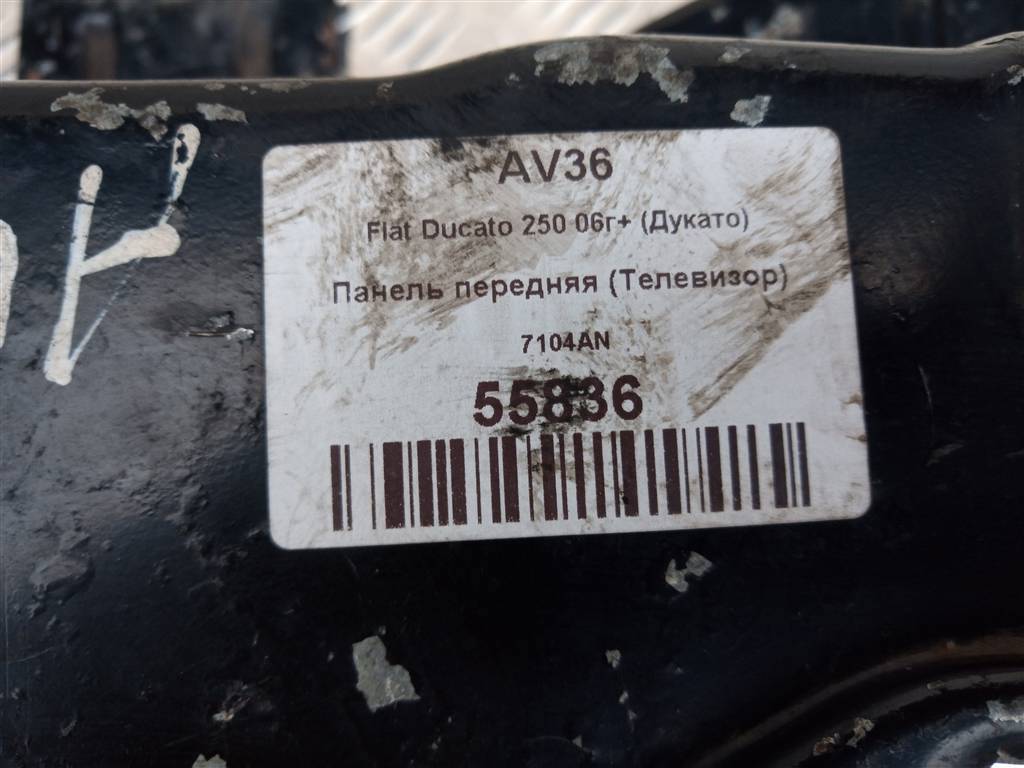 AV36
Fiat Ducato 250 06г+ (Дукато)
Панель передняя (Телевизор)
7104AN
55836